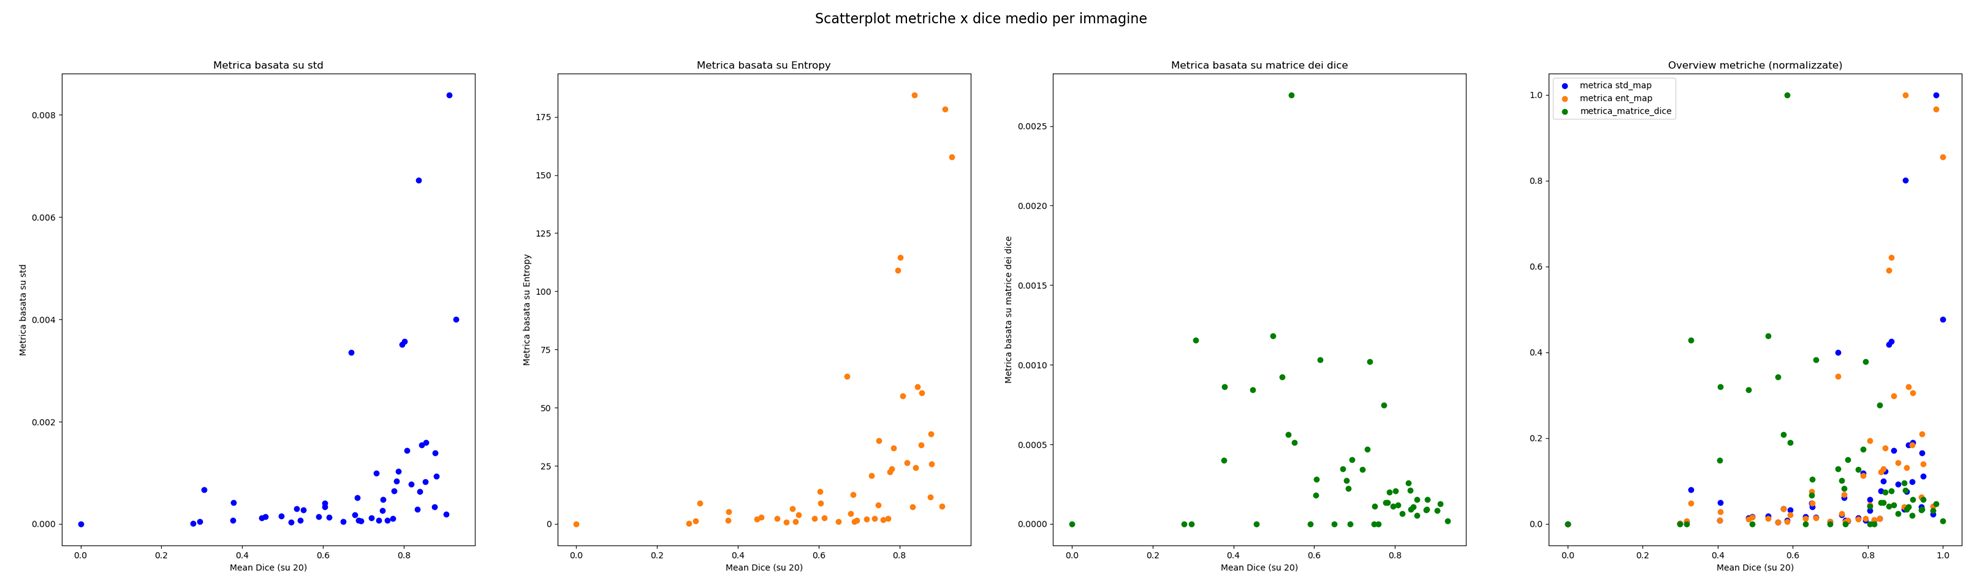 Scatterplot metriche x dice medio per immagine
Metrica basata su std
Metrica basata su std
0.008
0.006
0.004
0.002
0.000
0.0 0.2 0.4 0.6 0.8
Mean Dice (su 20)
Metrica basata su Entropy
Metrica basata su Entropy
175
150
125
100
75
50
25
0
0.0 0.2 0.4 0.6 0.8
Mean Dice (su 20)
Metrica basata su matrice dei dice
Metrica basata su matrice dei dice
0.0025
0.0020
0.0015
0.0010
0.0005
0.0000
0.0 0.2 0.4 0.6 0.8
Mean Dice (su 20)
Overview metriche (normalizzate)
metrica std_map
metrica ent_map
metrica_matrice_dice
1.0
0.8
0.6
0.4
0.2
0.0
0.0 0.2 0.4 0.6 0.8 1.0
Mean Dice (su 20)